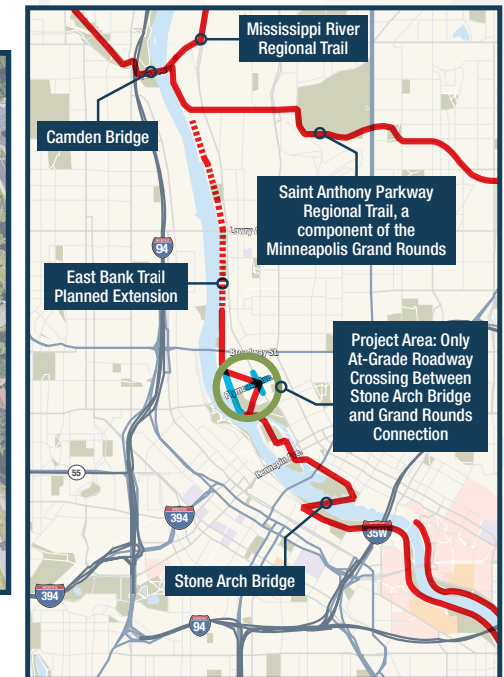 Mississippi River
Regional Trail
Camden Bridge
Saint Anthony Parkway
Regional Trail, a
component of the
Minneapolis Grand Rounds
94
East Bank Trail
Planned Extension
Broadway St.
Project Area: Only
At-Grade Roadway
Crossing Between
Stone Arch Bridge
and Grand Rounds
Connection
Plymouth Ave.
Hennepin Ave.
55
394
35W
Stone Arch Bridge
394
94